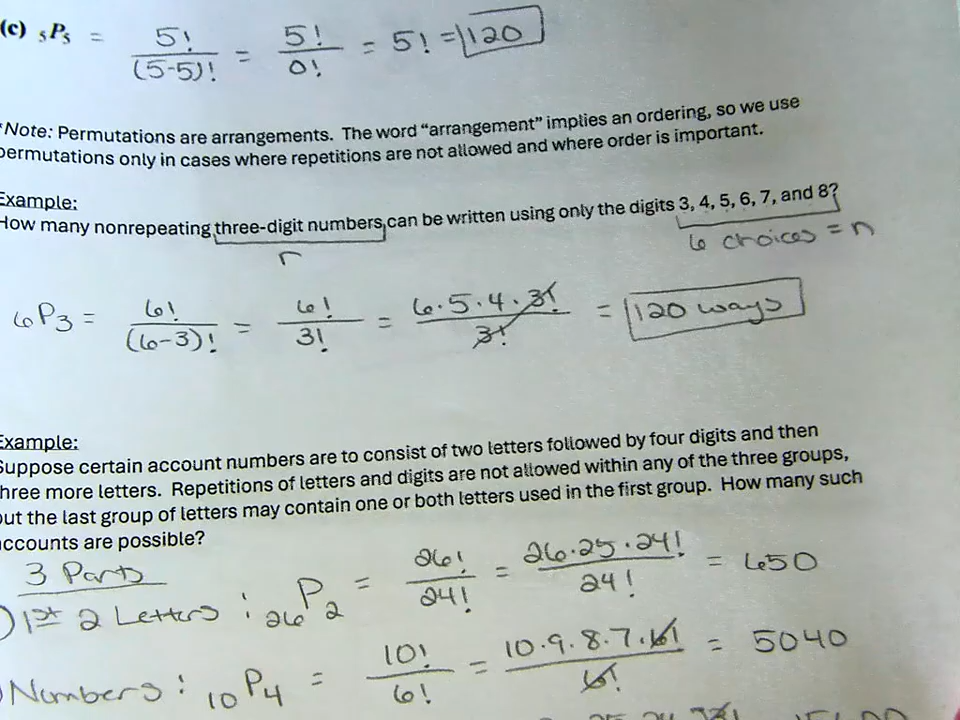 (c) ₅P₅ = 5!/(5-5)! = 5!/0! = 5! = 120
*Note: Permutations are arrangements. The word “arrangement” implies an ordering, so we use
permutations only in cases where repetitions are not allowed and where order is important.
Example:
How many nonrepeating three-digit numbers can be written using only the digits 3, 4, 5, 6, 7, and 8?
r
6 choices = n
₆P₃ = 6!/(6-3)! = 6!/3! = 6·5·4·3!/3! = 120 ways
Example:
Suppose certain account numbers are to consist of two letters followed by four digits and then
three more letters. Repetitions of letters and digits are not allowed within any of the three groups,
but the last group of letters may contain one or both letters used in the first group. How many such
accounts are possible?
3 Parts
) 1st 2 Letters : ₂₆P₂ = 26!/24! = 26·25·24!/24! = 650
) Numbers : ₁₀P₄ = 10!/6! = 10·9·8·7·6!/6! = 5040